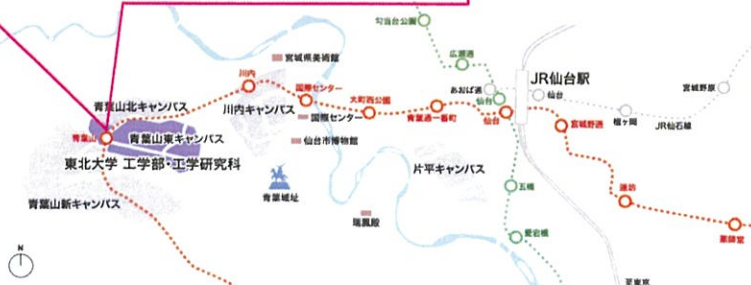 勾当台公園
広瀬通
宮城県美術館
JR仙台駅
川内
国際センター
あおば通
仙台
仙台
宮城野原
榴ヶ岡
青葉山北キャンパス
川内キャンパス
国際センター
大町西公園
青葉通一番町
仙台
宮城野通
JR仙石線
青葉山
青葉山東キャンパス
仙台市博物館
東北大学 工学部・工学研究科
片平キャンパス
青葉城址
五橋
連坊
青葉山新キャンパス
瑞鳳殿
愛宕橋
薬師堂
N
至東京